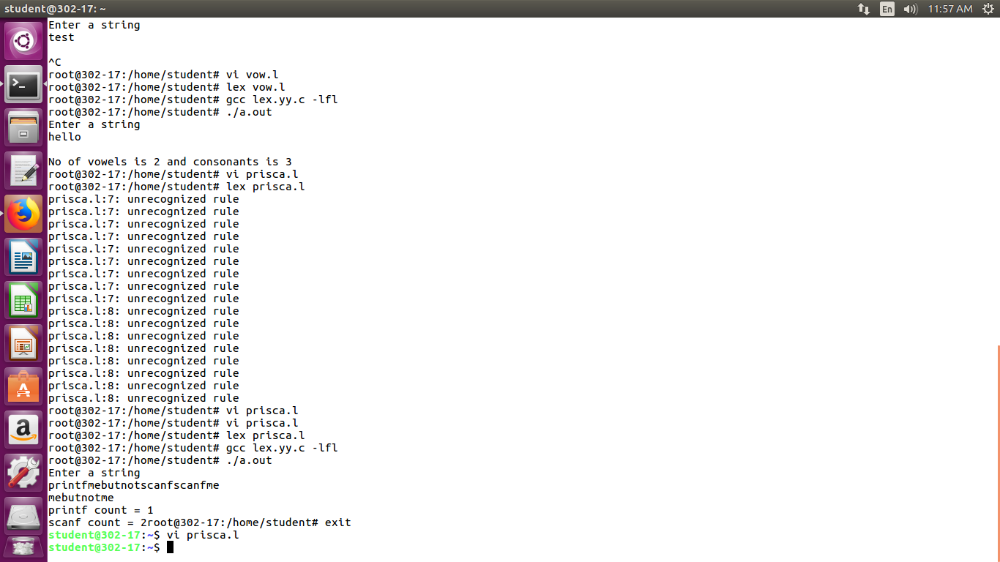 student@302-17: ~
En
11:57 AM
Enter a string
test
^C
root@302-17:/home/student# vi vow.l
root@302-17:/home/student# lex vow.l
root@302-17:/home/student# gcc lex.yy.c -lfl
root@302-17:/home/student# ./a.out
Enter a string
hello
No of vowels is 2 and consonants is 3
root@302-17:/home/student# vi prisca.l
root@302-17:/home/student# lex prisca.l
prisca.l:7: unrecognized rule
prisca.l:7: unrecognized rule
prisca.l:7: unrecognized rule
prisca.l:7: unrecognized rule
prisca.l:7: unrecognized rule
prisca.l:7: unrecognized rule
prisca.l:7: unrecognized rule
prisca.l:7: unrecognized rule
prisca.l:7: unrecognized rule
prisca.l:8: unrecognized rule
prisca.l:8: unrecognized rule
prisca.l:8: unrecognized rule
prisca.l:8: unrecognized rule
prisca.l:8: unrecognized rule
prisca.l:8: unrecognized rule
prisca.l:8: unrecognized rule
prisca.l:8: unrecognized rule
root@302-17:/home/student# vi prisca.l
root@302-17:/home/student# vi prisca.l
root@302-17:/home/student# lex prisca.l
root@302-17:/home/student# gcc lex.yy.c -lfl
root@302-17:/home/student# ./a.out
Enter a string
printfmebutnotscanfscanfme
mebutnotme
printf count = 1
scanf count = 2root@302-17:/home/student# exit
student@302-17:~$ vi prisca.l
student@302-17:~$